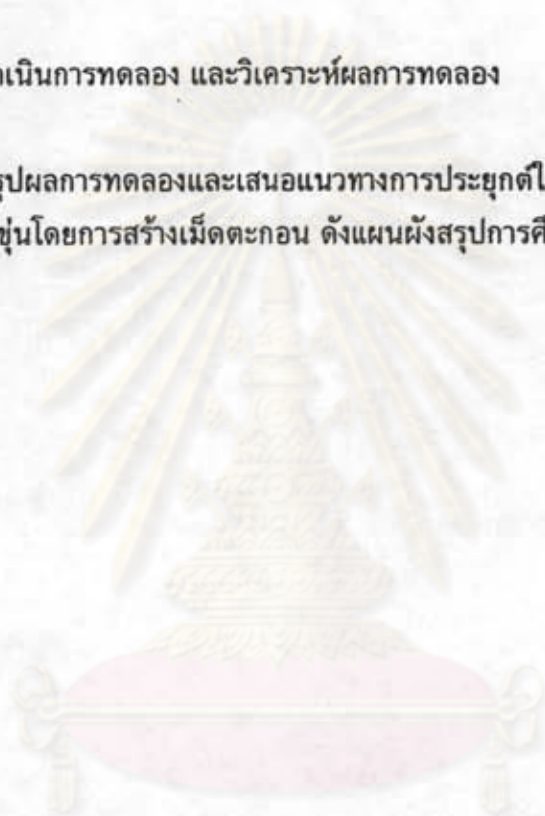 เนินการทดลอง และวิเคราะห์ผลการทดลอง
รุปผลการทดลองและเสนอแนวทางการประยุกต์ใ
ขุ่นโดยการสร้างเม็ดตะกอน ดังแผนผังสรุปการศึ